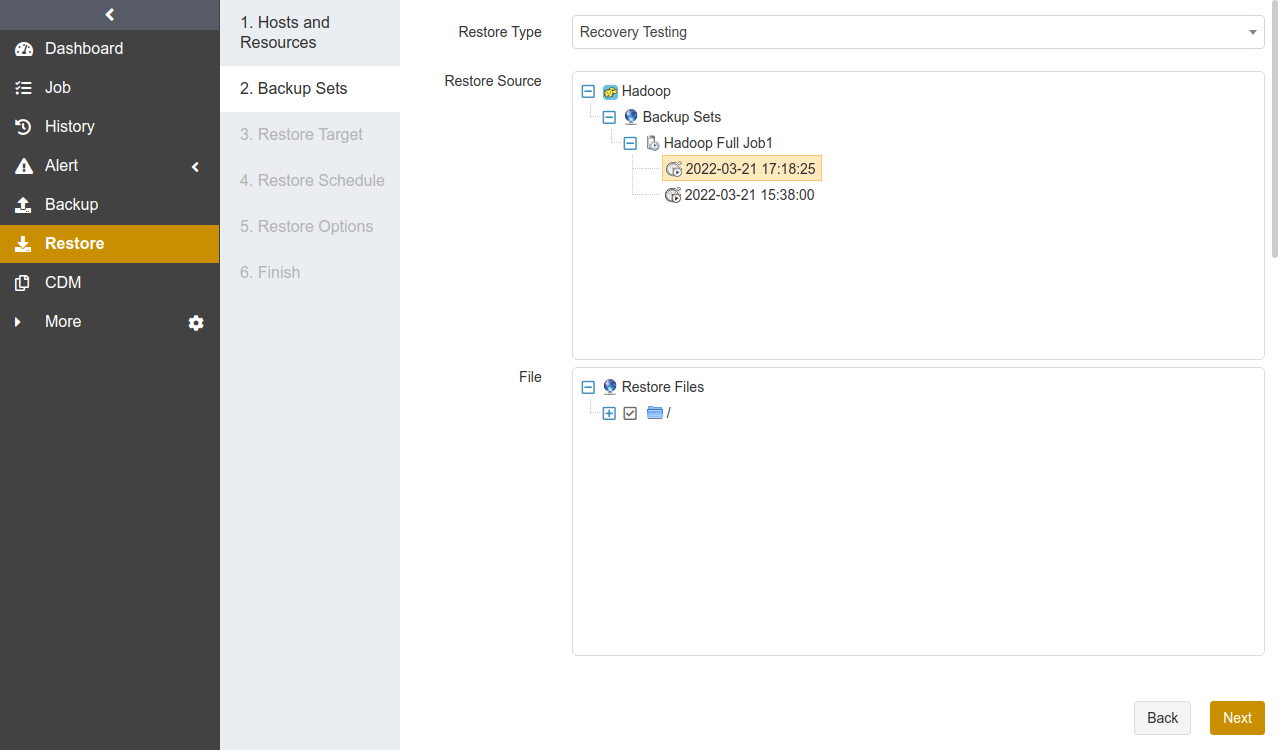 Dashboard
Job
History
Alert
Backup
Restore
CDM
More
1. Hosts and
Resources
2. Backup Sets
3. Restore Target
4. Restore Schedule
5. Restore Options
6. Finish
Restore Type
Recovery Testing
Restore Source
Hadoop
Backup Sets
Hadoop Full Job1
2022-03-21 17:18:25
2022-03-21 15:38:00
File
Restore Files
/
Back
Next